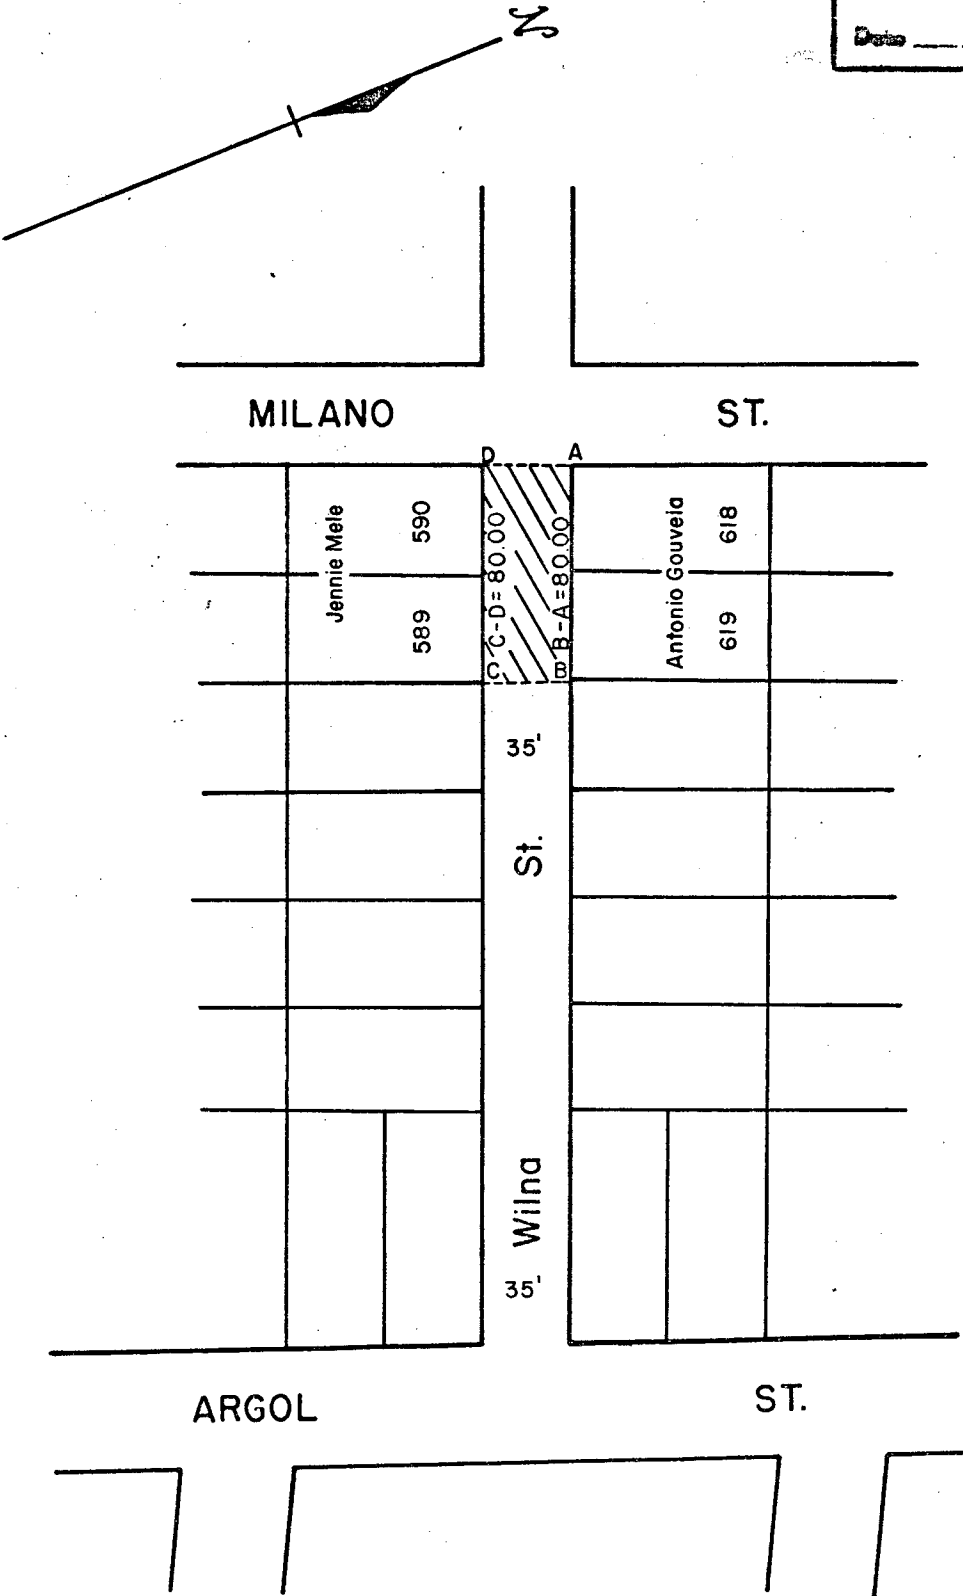 N
Date
MILANO ST.
D A
Jennie Mele
590
589
C-D=80.00
B-A=80.00
Antonio Gouveia
618
619
C B
35'
Wilna St.
35'
ARGOL ST.